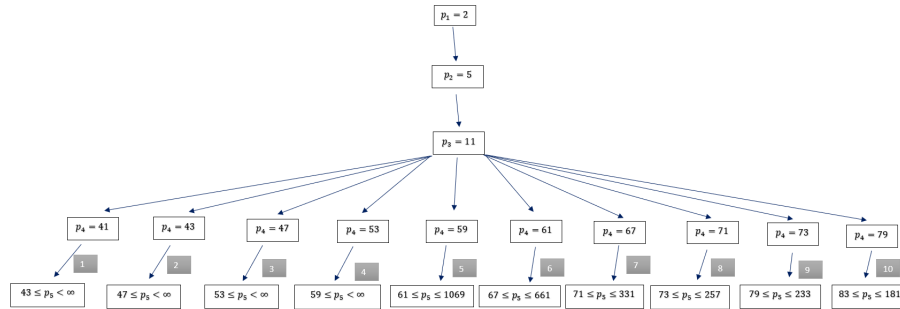 p₁ = 2
p₂ = 5
p₃ = 11
p₄ = 41 p₄ = 43 p₄ = 47 p₄ = 53 p₄ = 59 p₄ = 61 p₄ = 67 p₄ = 71 p₄ = 73 p₄ = 79
1 2 3 4 5 6 7 8 9 10
43 ≤ p₅ < ∞ 47 ≤ p₅ < ∞ 53 ≤ p₅ < ∞ 59 ≤ p₅ < ∞ 61 ≤ p₅ ≤ 1069 67 ≤ p₅ ≤ 661 71 ≤ p₅ ≤ 331 73 ≤ p₅ ≤ 257 79 ≤ p₅ ≤ 233 83 ≤ p₅ ≤ 181